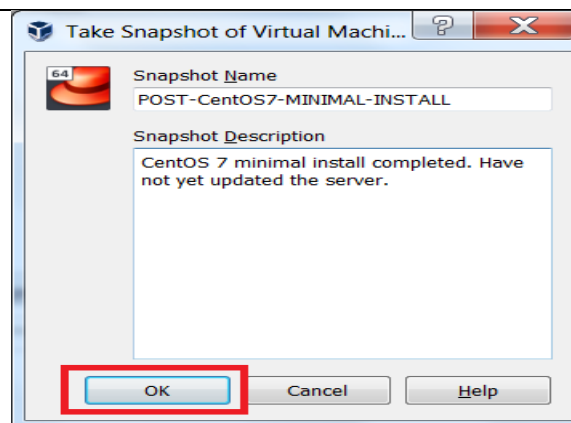 Take Snapshot of Virtual Machi...
64
Snapshot Name
POST-CentOS7-MINIMAL-INSTALL
Snapshot Description
CentOS 7 minimal install completed. Have
not yet updated the server.
OK Cancel Help